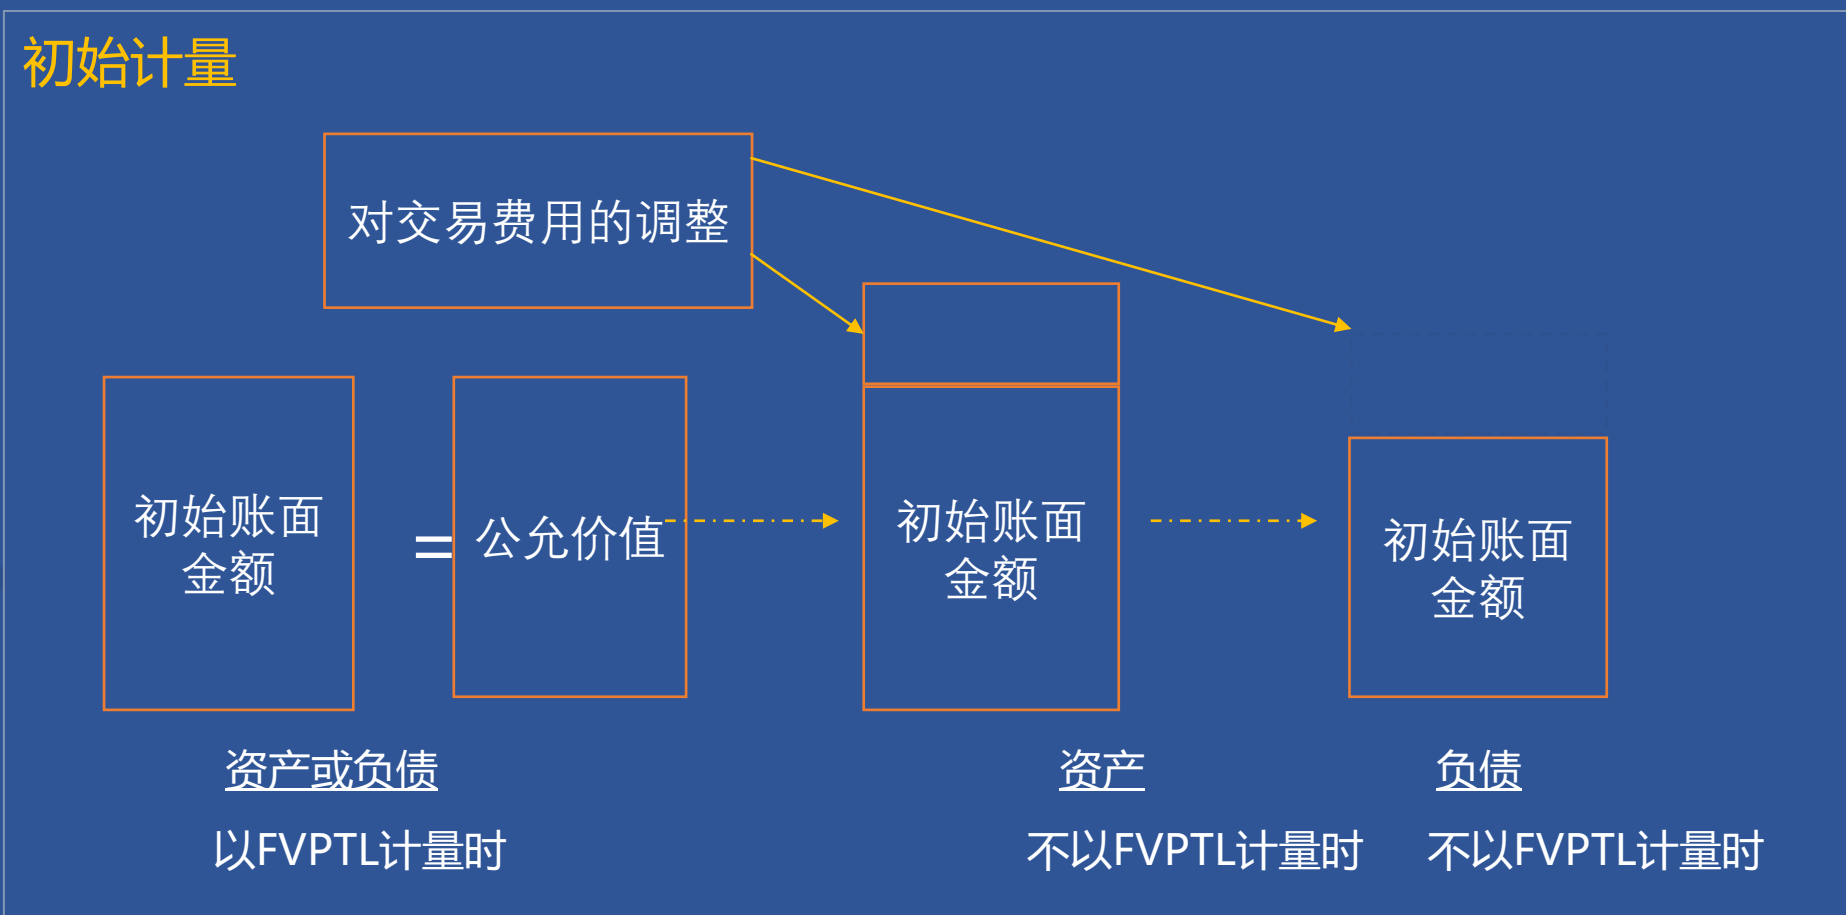 初始计量
对交易费用的调整
初始账面
金额
=
公允价值
初始账面
金额
初始账面
金额
资产或负债
资产
负债
以FVPTL计量时
不以FVPTL计量时
不以FVPTL计量时